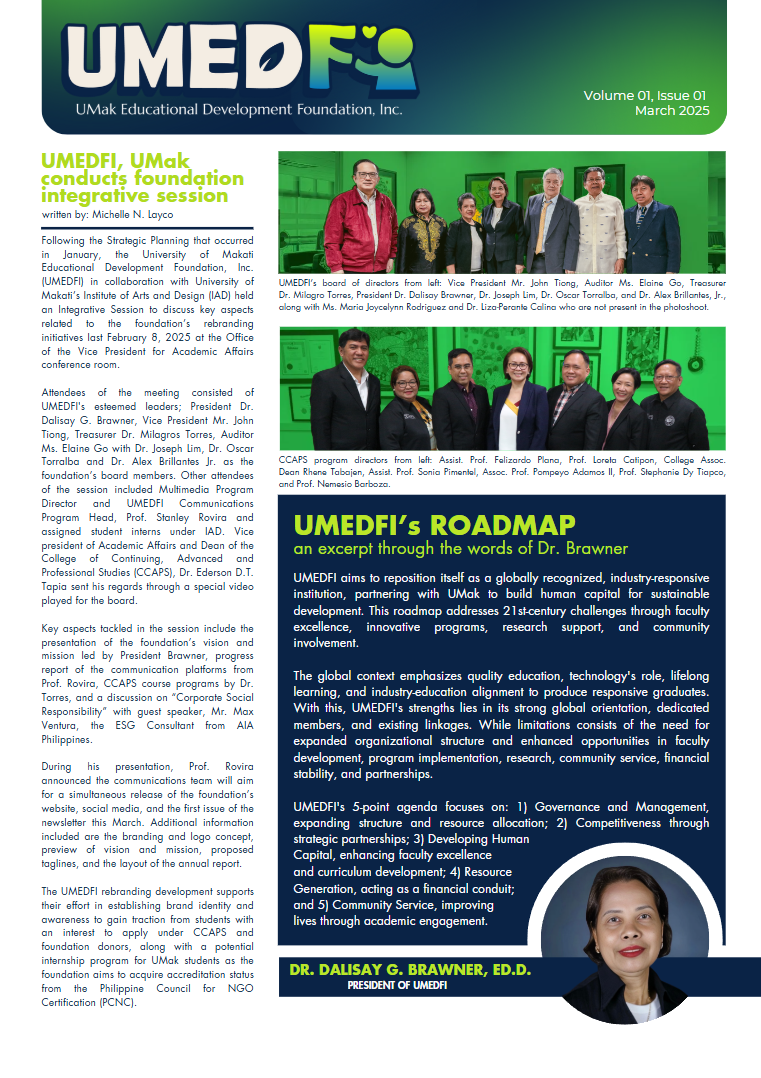 UMEDFi
UMak Educational Development Foundation, Inc.
Volume 01, Issue 01
March 2025
UMEDFI, UMak
conducts foundation
integrative session
written by: Michelle N. Layco
Following the Strategic Planning that occurred
in January, the University of Makati
Educational Development Foundation, Inc.
(UMEDFI) in collaboration with University of
Makati's Institute of Arts and Design (IAD) held
an Integrative Session to discuss key aspects
related to the foundation's rebranding
initiatives last February 8, 2025 at the Office
of the Vice President for Academic Affairs
conference room.
Attendees of the meeting consisted of
UMEDFI's esteemed leaders; President Dr.
Dalisay G. Brawner, Vice President Mr. John
Tiong, Treasurer Dr. Milagros Torres, Auditor
Ms. Elaine Go with Dr. Joseph Lim, Dr. Oscar
Torralba and Dr. Alex Brillantes Jr. as the
foundation's board members. Other attendees
of the session included Multimedia Program
Director and UMEDFI Communications
Program Head, Prof. Stanley Rovira and
assigned student interns under IAD. Vice
president of Academic Affairs and Dean of the
College of Continuing, Advanced and
Professional Studies (CCAPS), Dr. Ederson D.T.
Tapia sent his regards through a special video
played for the board.
Key aspects tackled in the session include the
presentation of the foundation's vision and
mission led by President Brawner, progress
report of the communication platforms from
Prof. Rovira, CCAPS course programs by Dr.
Torres, and a discussion on "Corporate Social
Responsibility" with guest speaker, Mr. Max
Ventura, the ESG Consultant from AIA
Philippines.
During his presentation, Prof. Rovira
announced the communications team will aim
for a simultaneous release of the foundation's
website, social media, and the first issue of the
newsletter this March. Additional information
included are the branding and logo concept,
preview of vision and mission, proposed
taglines, and the layout of the annual report.
The UMEDFI rebranding development supports
their effort in establishing brand identity and
awareness to gain traction from students with
an interest to apply under CCAPS and
foundation donors, along with a potential
internship program for UMak students as the
foundation aims to acquire accreditation status
from the Philippine Council for NGO
Certification (PCNC).
UMEDFI's board of directors from left: Vice President Mr. John Tiong, Auditor Ms. Elaine Go, Treasurer
Dr. Milagro Torres, President Dr. Dalisay Brawner, Dr. Joseph Lim, Dr. Oscar Torralba, and Dr. Alex Brillantes, Jr.,
along with Ms. Maria Joycelynn Rodriguez and Dr. Liza-Perante Calina who are not present in the photoshoot.
CCAPS program directors from left: Assist. Prof. Felizardo Plana, Prof. Loreta Catipon, College Assoc.
Dean Rhene Tabajen, Assist. Prof. Sonia Pimentel, Assoc. Prof. Pompeyo Adamos II, Prof. Stephanie Dy Tiapco,
and Prof. Nemesio Barboza.
UMEDFI's ROADMAP
an excerpt through the words of Dr. Brawner
UMEDFI aims to reposition itself as a globally recognized, industry-responsive
institution, partnering with UMak to build human capital for sustainable
development. This roadmap addresses 21st-century challenges through faculty
excellence, innovative programs, research support, and community
involvement.
The global context emphasizes quality education, technology's role, lifelong
learning, and industry-education alignment to produce responsive graduates.
With this, UMEDFI's strengths lies in its strong global orientation, dedicated
members, and existing linkages. While limitations consists of the need for
expanded organizational structure and enhanced opportunities in faculty
development, program implementation, research, community service, financial
stability, and partnerships.
UMEDFI's 5-point agenda focuses on: 1) Governance and Management,
expanding structure and resource allocation; 2) Competitiveness through
strategic partnerships; 3) Developing Human
Capital, enhancing faculty excellence
and curriculum development; 4) Resource
Generation, acting as a financial conduit;
and 5) Community Service, improving
lives through academic engagement.
DR. DALISAY G. BRAWNER, ED.D.
PRESIDENT OF UMEDFI